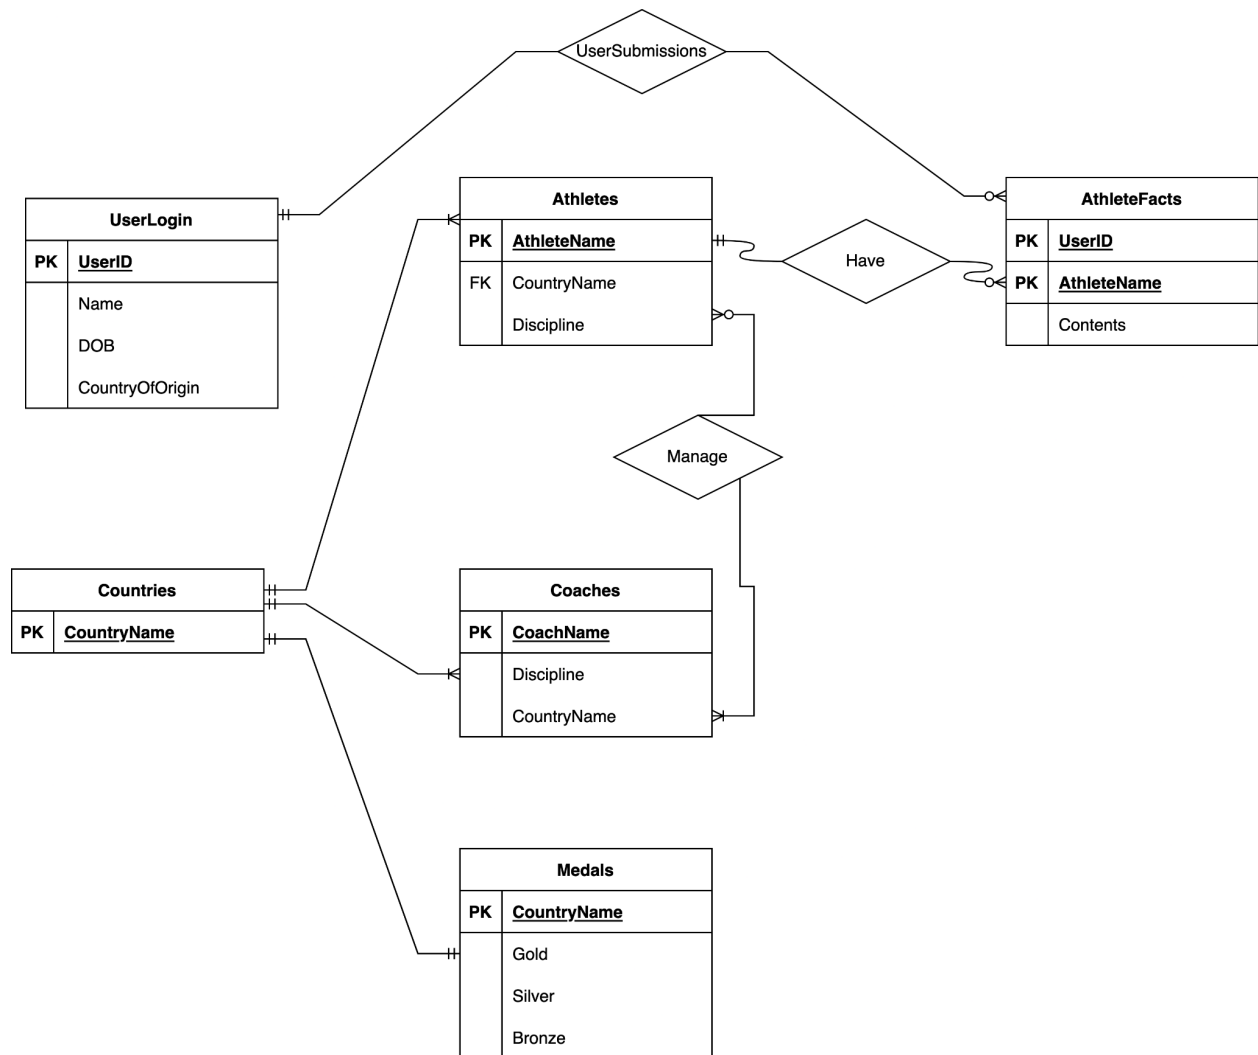 UserSubmissions
UserLogin
PK UserID
Name
DOB
CountryOfOrigin
Athletes
PK AthleteName
FK CountryName
Discipline
Have
AthleteFacts
PK UserID
PK AthleteName
Contents
Manage
Countries
PK CountryName
Coaches
PK CoachName
Discipline
CountryName
Medals
PK CountryName
Gold
Silver
Bronze